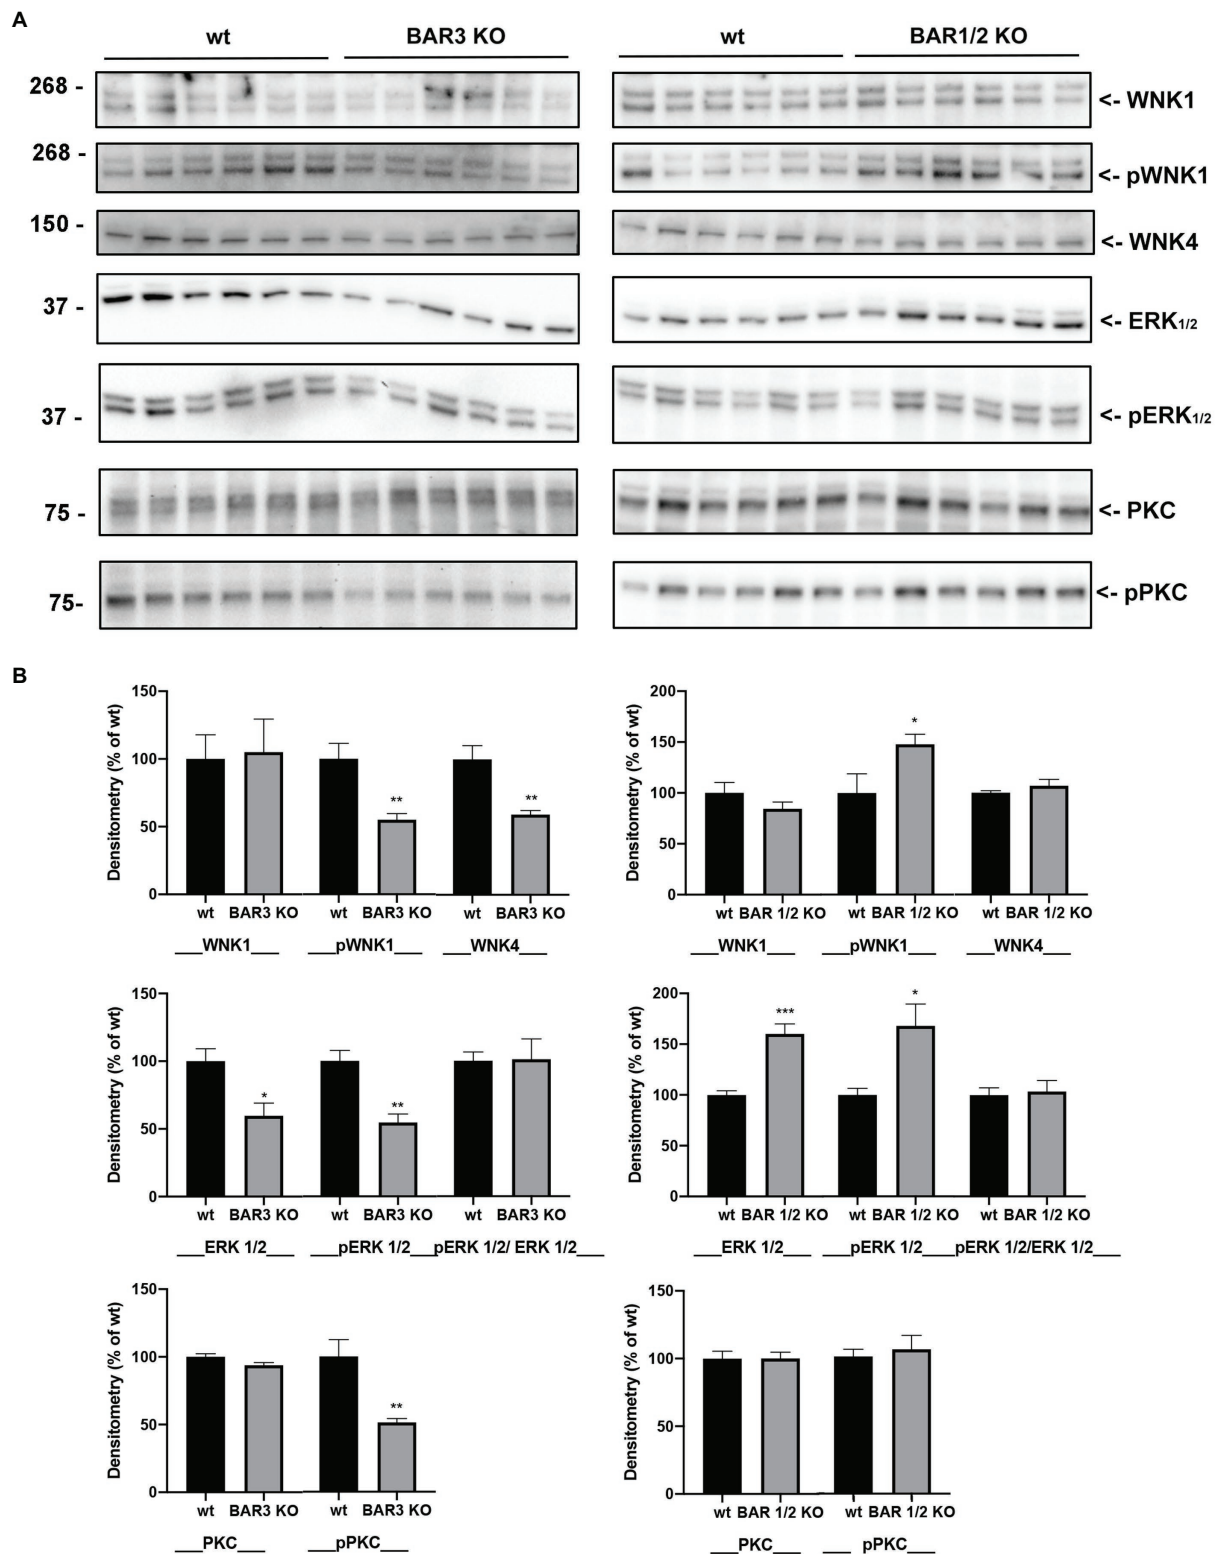 A
wt BAR3 KO wt BAR1/2 KO
268 - <- WNK1
268 - <- pWNK1
150 - <- WNK4
37 - <- ERK1/2
37 - <- pERK1/2
75 - <- PKC
75- <- pPKC
B
Densitometry (% of wt)
150
100
50
0
** **
wt BAR3 KO wt BAR3 KO wt BAR3 KO
___WNK1___ ___pWNK1___ ___WNK4___
Densitometry (% of wt)
200
150
100
50
0
*
wt BAR 1/2 KO wt BAR 1/2 KO wt BAR 1/2 KO
___WNK1___ ___pWNK1___ ___WNK4___
Densitometry (% of wt)
150
100
50
0
* **
wt BAR3 KO wt BAR3 KO wt BAR3 KO
___ERK 1/2___ ___pERK 1/2___pERK 1/2/ ERK 1/2___
Densitometry (% of wt)
200
150
100
50
0
*** *
wt BAR 1/2 KO wt BAR 1/2 KO wt BAR 1/2 KO
___ERK 1/2___ ___pERK 1/2____pERK 1/2/ERK 1/2___
Densitometry (% of wt)
150
100
50
0
**
wt BAR3 KO wt BAR3 KO
___PKC___ ___pPKC___
Densitometry (% of wt)
150
100
50
0
wt BAR 1/2 KO wt BAR 1/2 KO
___PKC___ ___ pPKC___